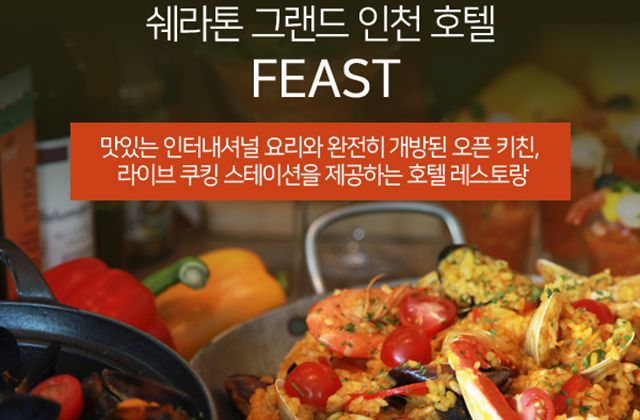 쉐라톤 그랜드 인천 호텔
FEAST
맛있는 인터내셔널 요리와 완전히 개방된 오픈 키친,
라이브 쿠킹 스테이션을 제공하는 호텔 레스토랑